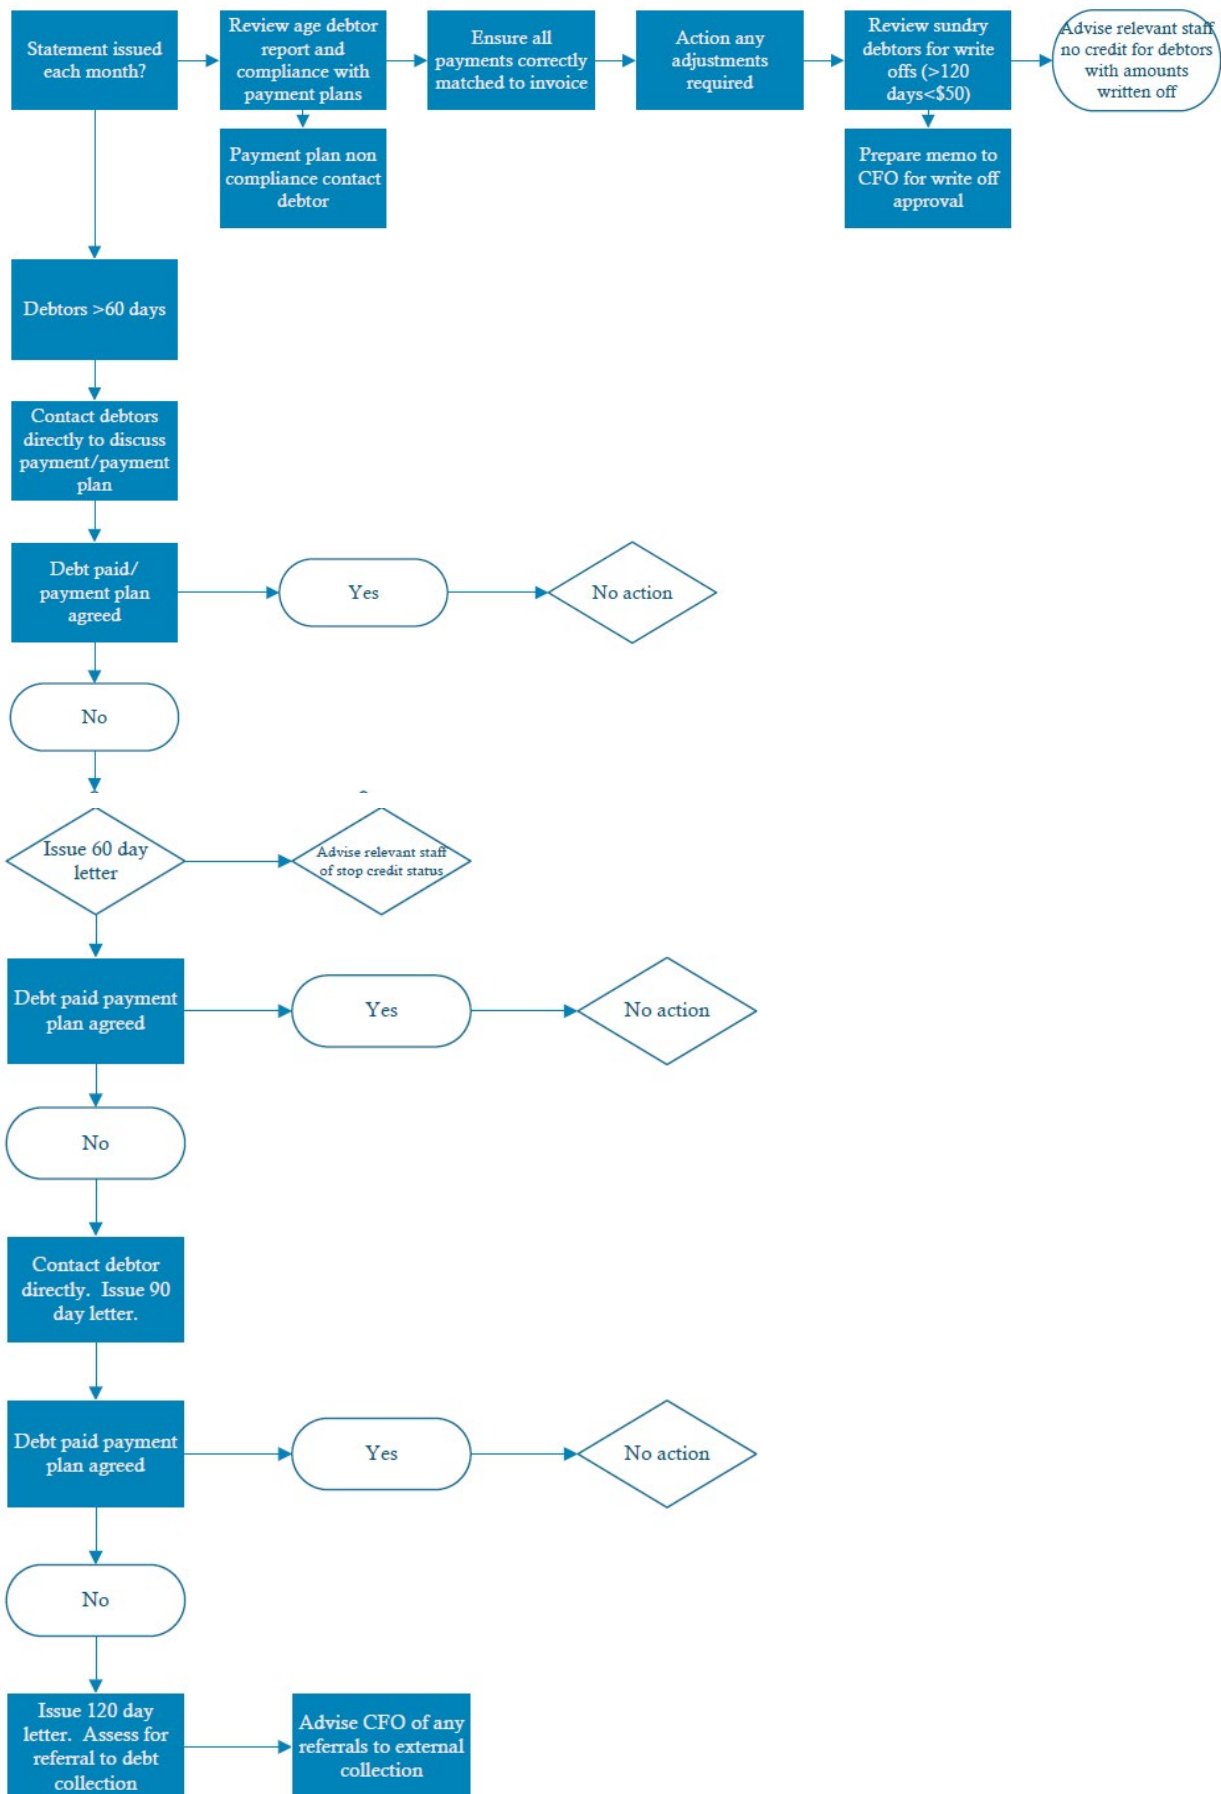 Statement issued
each month?
Review age debtor
report and
compliance with
payment plans
Ensure all
payments correctly
matched to invoice
Action any
adjustments
required
Review sundry
debtors for write
offs (>120
days<$50)
Advise relevant staff
no credit for debtors
with amounts
written off
Payment plan non
compliance contact
debtor
Prepare memo to
CFO for write off
approval
Debtors >60 days
Contact debtors
directly to discuss
payment/payment
plan
Debt paid/
payment plan
agreed
Yes
No action
No
Issue 60 day
letter
Advise relevant staff
of stop credit status
Debt paid payment
plan agreed
Yes
No action
No
Contact debtor
directly.  Issue 90
day letter.
Debt paid payment
plan agreed
Yes
No action
No
Issue 120 day
letter.  Assess for
referral to debt
collection
Advise CFO of any
referrals to external
collection